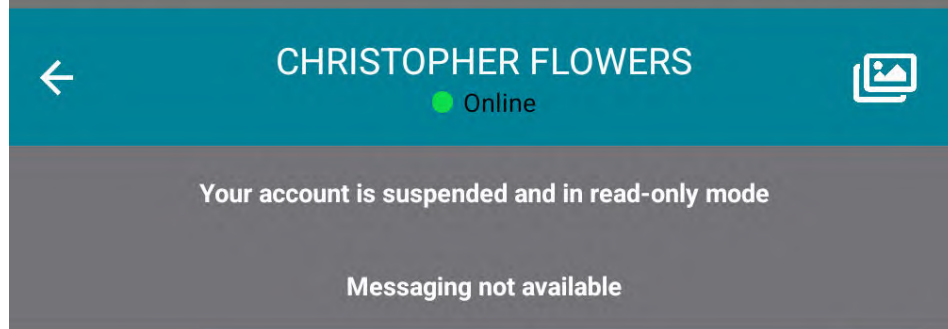 CHRISTOPHER FLOWERS
Online
Your account is suspended and in read-only mode
Messaging not available